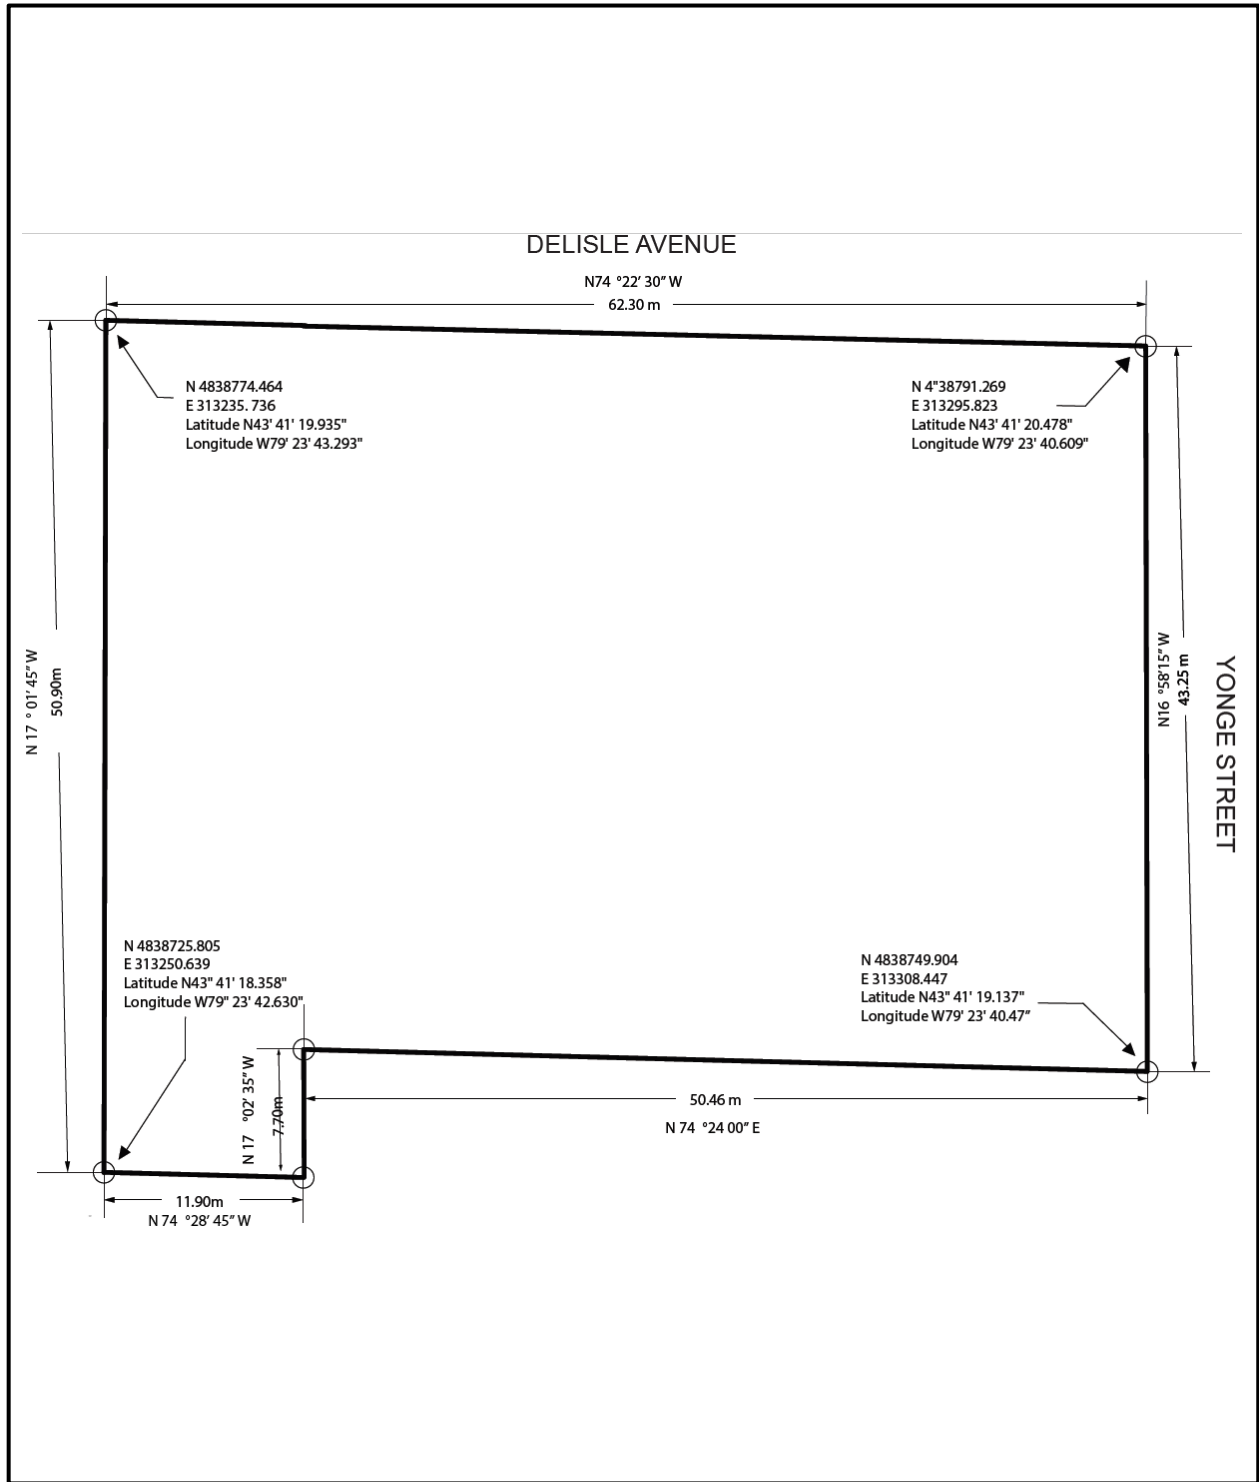 DELISLE AVENUE
N74 °22' 30” W
62.30 m
N 4838774.464
E 313235. 736
Latitude N43' 41' 19.935"
Longitude W79' 23' 43.293"
N 4"38791.269
E 313295.823
Latitude N43' 41' 20.478"
Longitude W79' 23' 40.609"
N 17 ° 01' 45” W
50.90m
N16 °58'15” W
43.25 m
YONGE STREET
N 4838725.805
E 313250.639
Latitude N43" 41' 18.358"
Longitude W79" 23' 42.630"
N 4838749.904
E 313308.447
Latitude N43" 41' 19.137"
Longitude W79' 23' 40.47”
N 17 °02' 35” W
7.70m
50.46 m
N 74 °24 00” E
11.90m
N 74 °28' 45” W